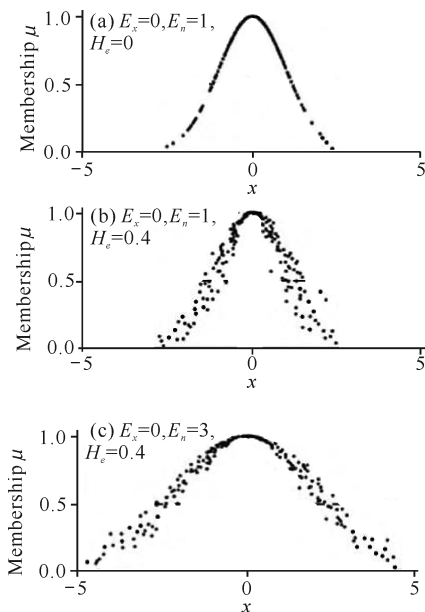 (a) Eₓ=0,Eₙ=1,
Hₑ=0
Membership μ
1.0
0.5
0.0
−5
0
5
x
(b) Eₓ=0,Eₙ=1,
Hₑ=0.4
Membership μ
1.0
0.5
0
−5
0
5
x
(c) Eₓ=0,Eₙ=3,
Hₑ=0.4
Membership μ
1.0
0.5
0
−5
0
5
x